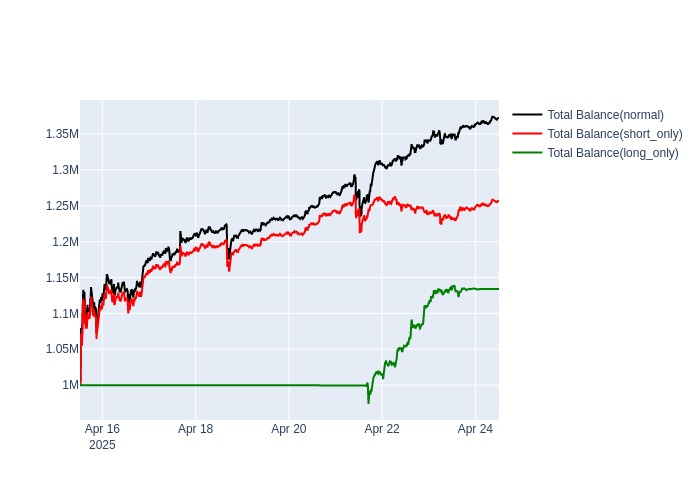 Total Balance(normal)
Total Balance(short_only)
Total Balance(long_only)
1.35M
1.3M
1.25M
1.2M
1.15M
1.1M
1.05M
1M
Apr 16
2025
Apr 18
Apr 20
Apr 22
Apr 24